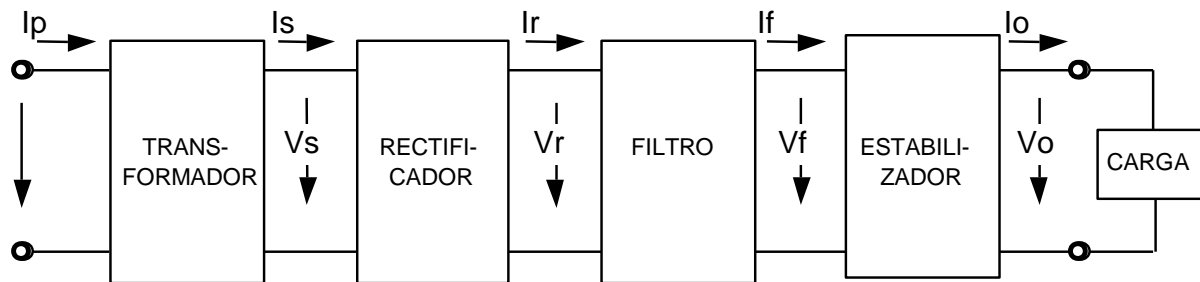 Ip
Is
Ir
If
Io
TRANS-
FORMADOR
Vs
RECTIFI-
CADOR
Vr
FILTRO
Vf
ESTABILI-
ZADOR
Vo
CARGA